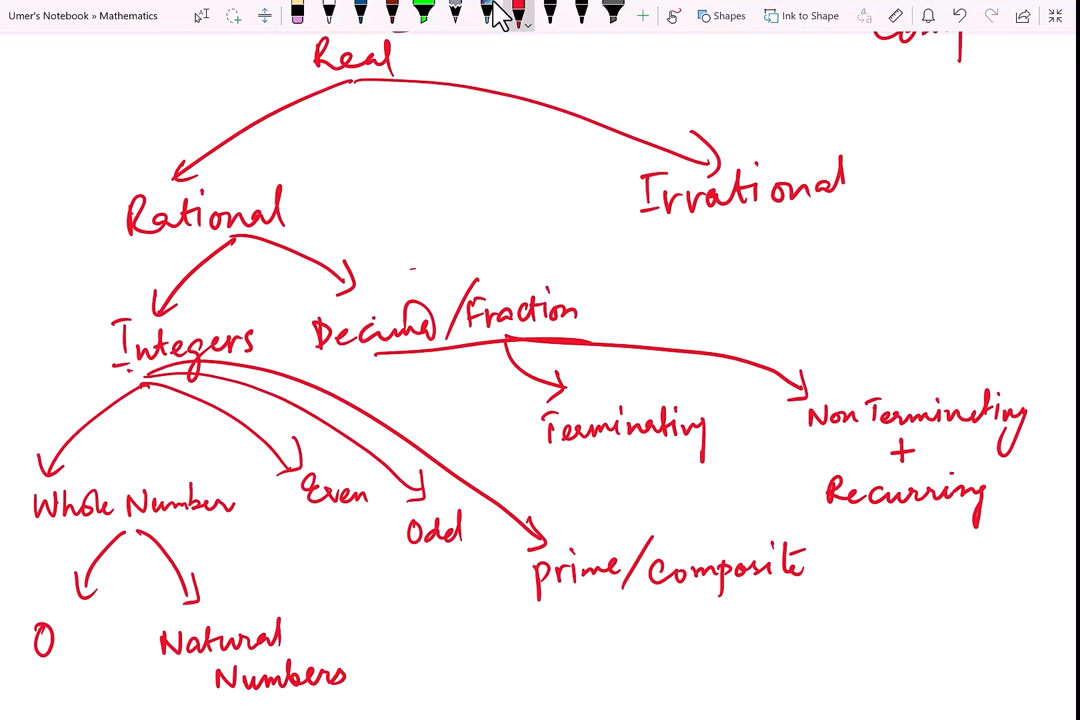 Umer's Notebook » Mathematics
Shapes
Ink to Shape
Real
Rational
Irrational
Integers
Decimal/Fraction
Terminating
Non Terminating
+
Recurring
Whole Number
Even
Odd
Prime/Composite
0
Natural
Numbers